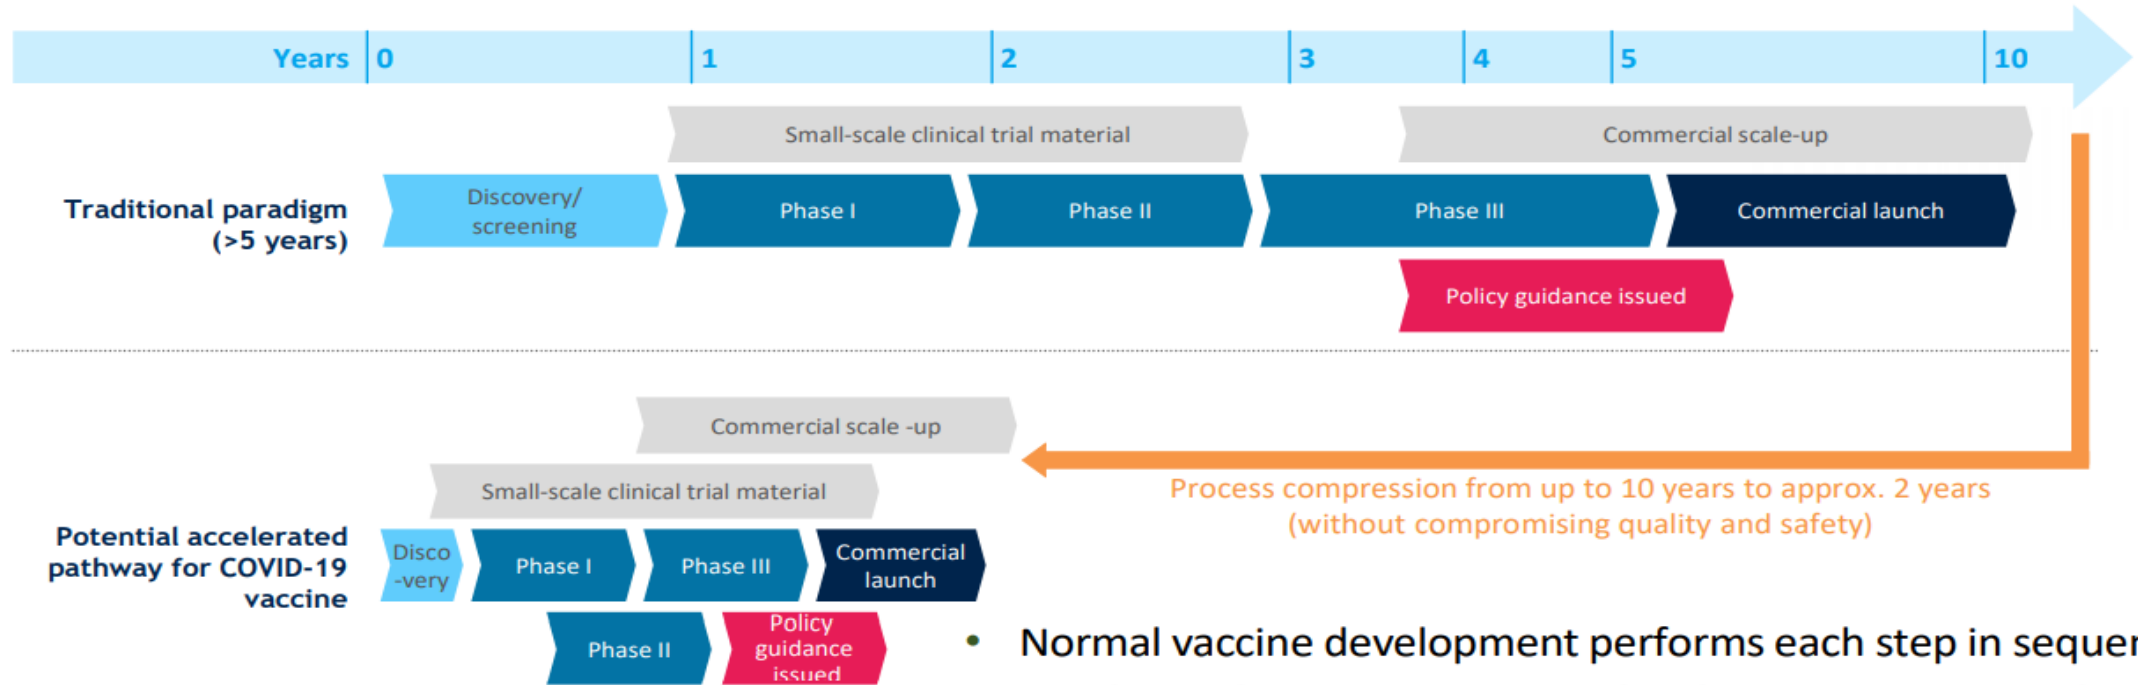 Years 0 1 2 3 4 5 10
Small-scale clinical trial material
Commercial scale-up
Traditional paradigm
(>5 years)
Discovery/
screening
Phase I
Phase II
Phase III
Commercial launch
Policy guidance issued
Commercial scale -up
Small-scale clinical trial material
Process compression from up to 10 years to approx. 2 years
(without compromising quality and safety)
Potential accelerated
pathway for COVID-19
vaccine
Disco
-very
Phase I
Phase III
Commercial
launch
Phase II
Policy
guidance
issued
• Normal vaccine development performs each step in